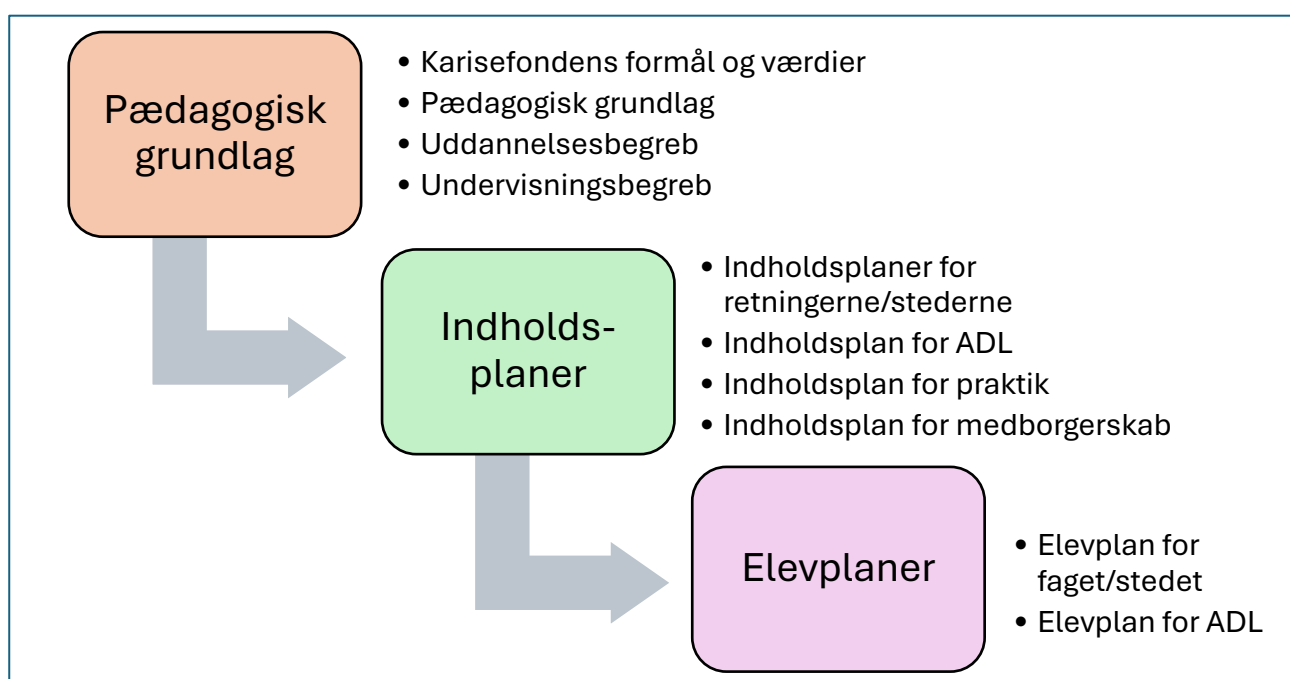 Pædagogisk
grundlag
• Karisefondens formål og værdier
• Pædagogisk grundlag
• Uddannelsesbegreb
• Undervisningsbegreb
Indholds-
planer
• Indholdsplaner for
retningerne/stederne
• Indholdsplan for ADL
• Indholdsplan for praktik
• Indholdsplan for medborgerskab
Elevplaner
• Elevplan for
faget/stedet
• Elevplan for ADL